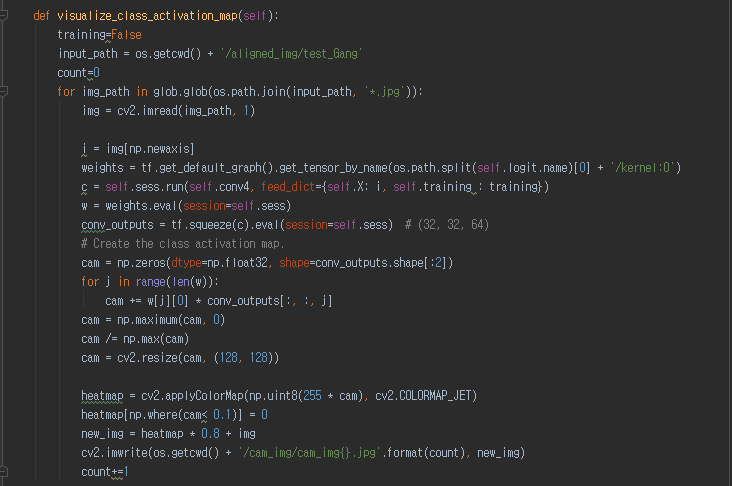 def visualize_class_activation_map(self):
    training=False
    input_path = os.getcwd() + '/aligned_img/test_Gang'
    count=0
    for img_path in glob.glob(os.path.join(input_path, '*.jpg')):
        img = cv2.imread(img_path, 1)
        i = img[np.newaxis]
        weights = tf.get_default_graph().get_tensor_by_name(os.path.split(self.logit.name)[0] + '/kernel:0')
        c = self.sess.run(self.conv4, feed_dict={self.X: i, self.training_: training})
        w = weights.eval(session=self.sess)
        conv_outputs = tf.squeeze(c).eval(session=self.sess)  # (32, 32, 64)
        # Create the class activation map.
        cam = np.zeros(dtype=np.float32, shape=conv_outputs.shape[:2])
        for j in range(len(w)):
            cam += w[j][0] * conv_outputs[:, :, j]
        cam = np.maximum(cam, 0)
        cam /= np.max(cam)
        cam = cv2.resize(cam, (128, 128))
        heatmap = cv2.applyColorMap(np.uint8(255 * cam), cv2.COLORMAP_JET)
        heatmap[np.where(cam< 0.1)] = 0
        new_img = heatmap * 0.8 + img
        cv2.imwrite(os.getcwd() + '/cam_img/cam_img{}.jpg'.format(count), new_img)
        count+=1